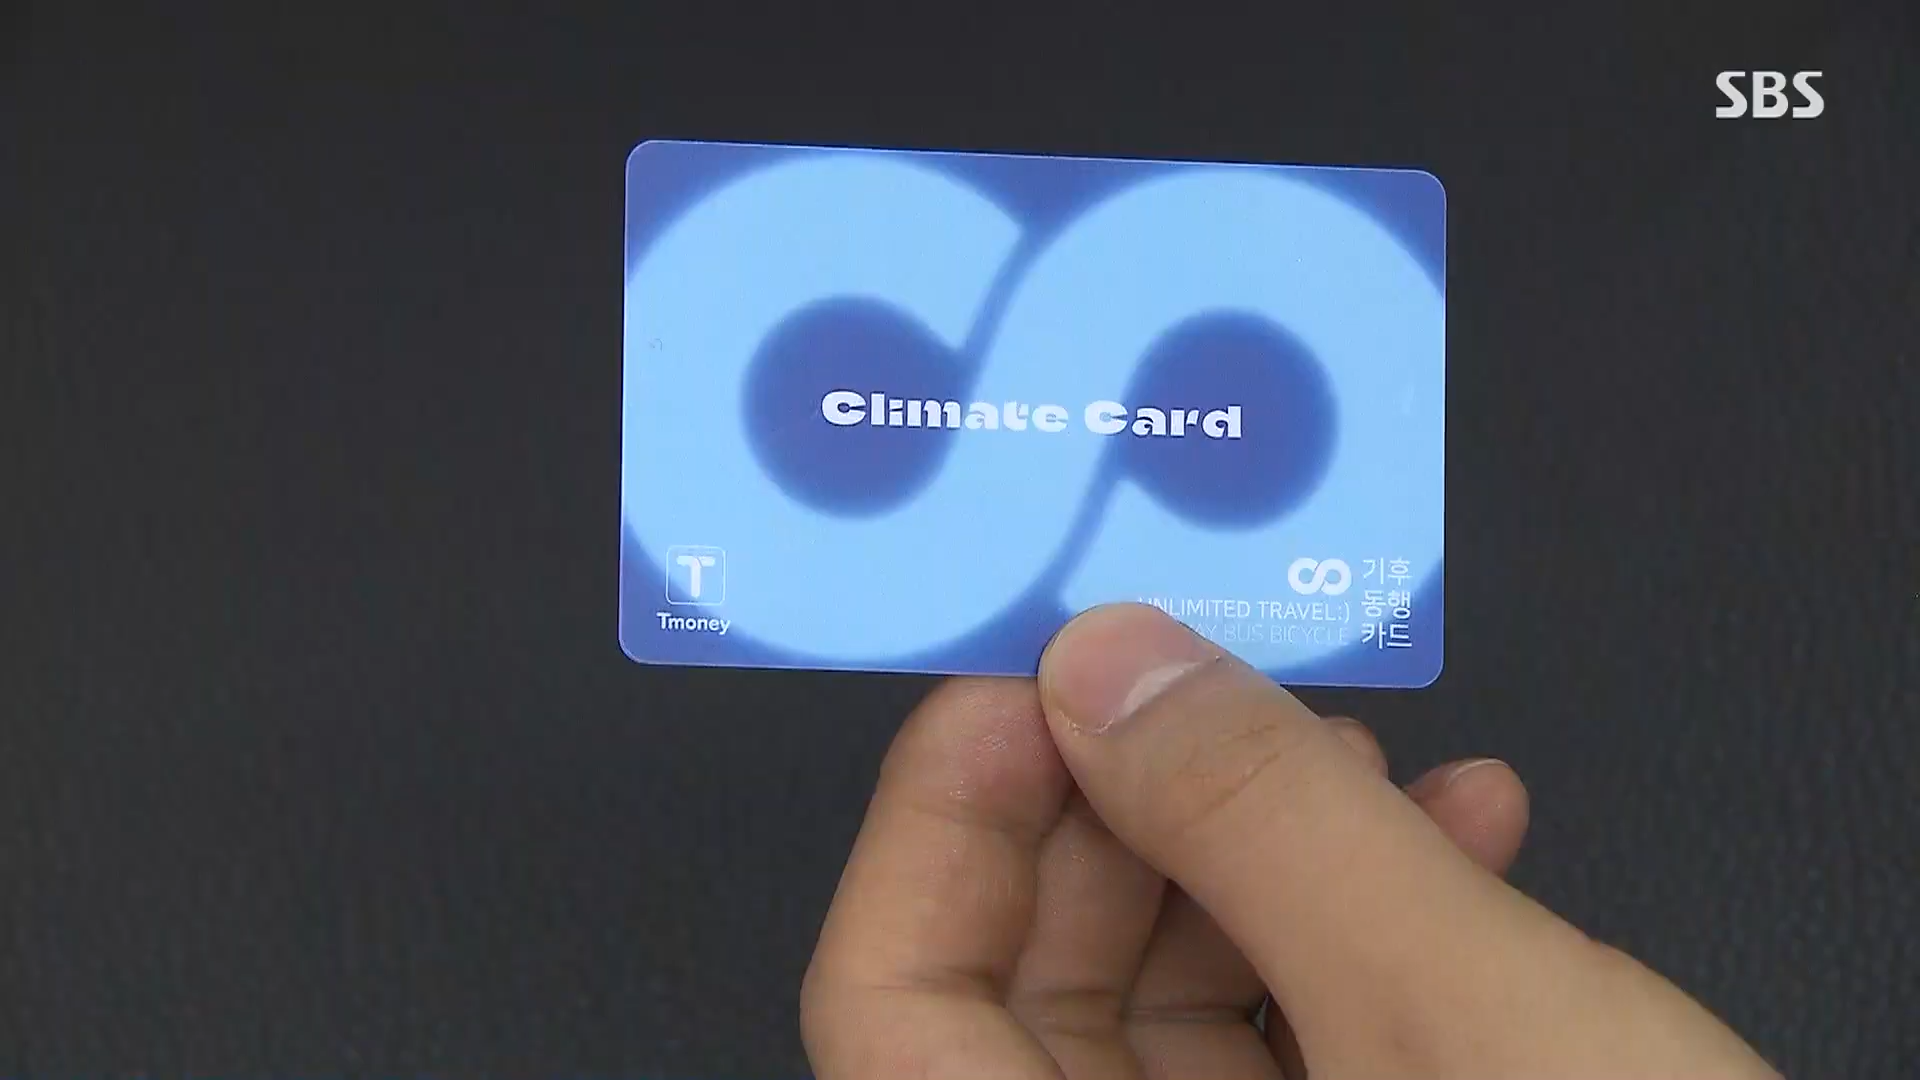 SBS
Climate Card
T
Tmoney
기후
동행
카드
UNLIMITED TRAVEL:)
BUS BICYCLE